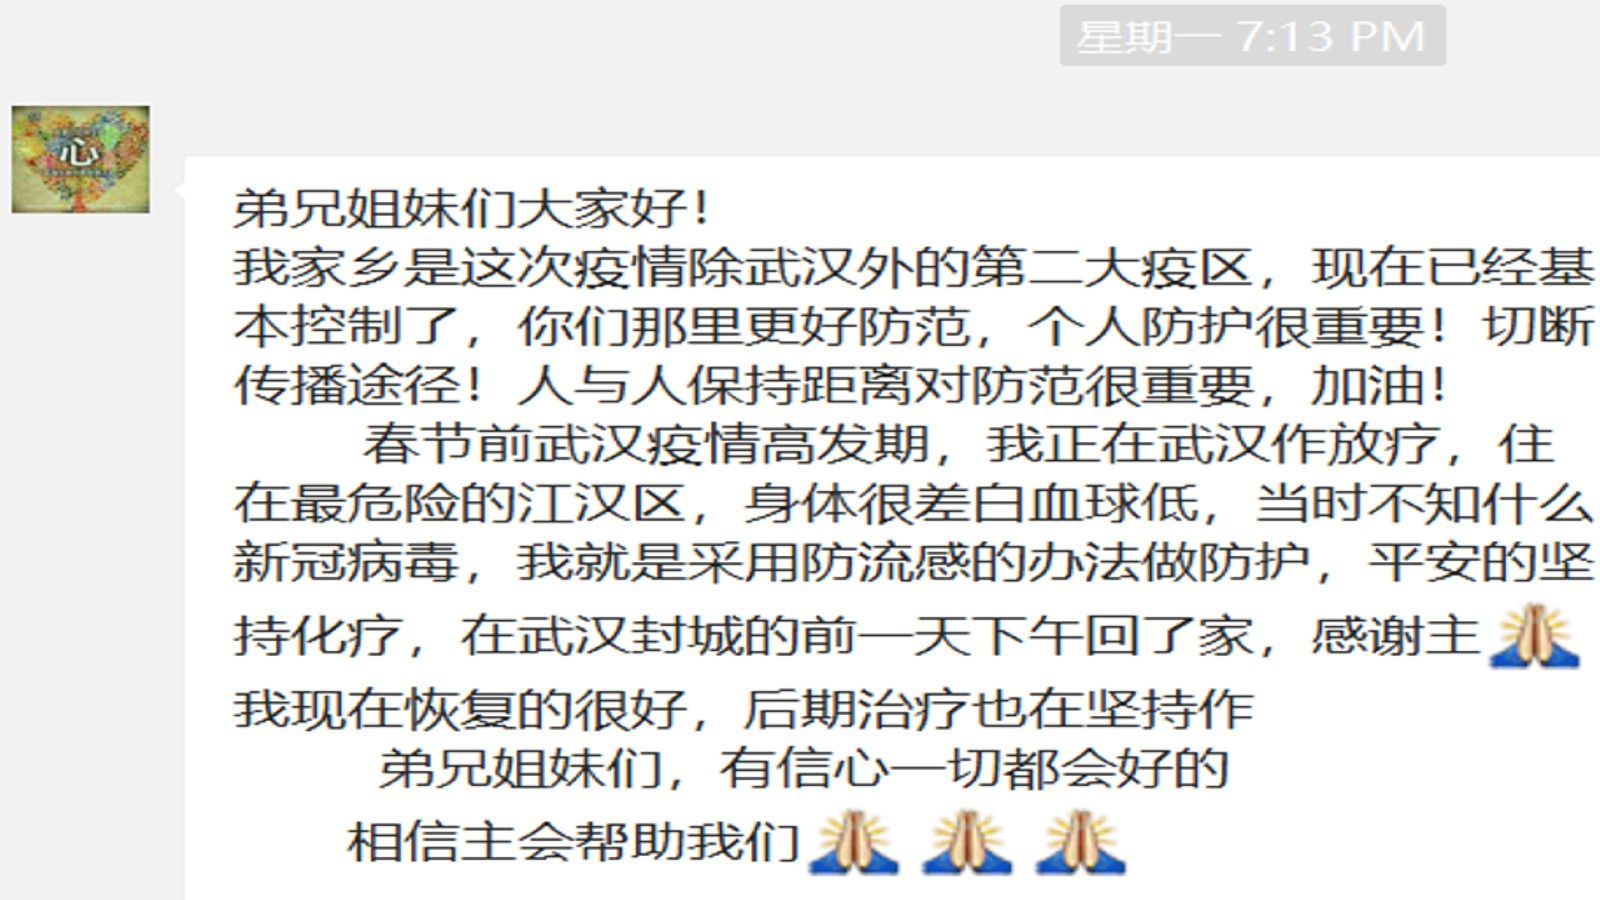 星期一 7:13 PM
心
弟兄姐妹们大家好！
我家乡是这次疫情除武汉外的第二大疫区，现在已经基
本控制了，你们那里更好防范，个人防护很重要！切断
传播途径！人与人保持距离对防范很重要，加油！
春节前武汉疫情高发期，我正在武汉作放疗，住
在最危险的江汉区，身体很差白血球低，当时不知什么
新冠病毒，我就是采用防流感的办法做防护，平安的坚
持化疗，在武汉封城的前一天下午回了家，感谢主🙏
我现在恢复的很好，后期治疗也在坚持作
弟兄姐妹们，有信心一切都会好的
相信主会帮助我们🙏🙏🙏